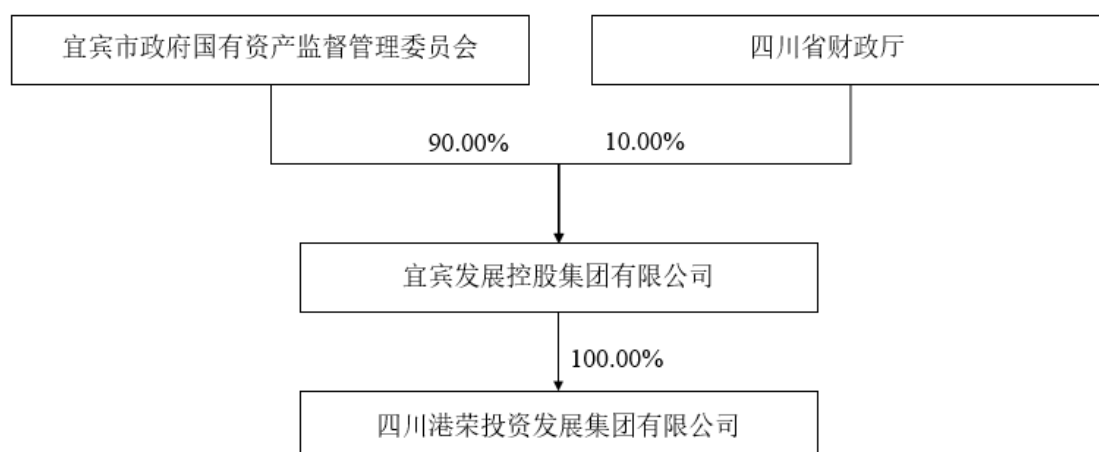 宜宾市政府国有资产监督管理委员会
四川省财政厅
90.00%
10.00%
宜宾发展控股集团有限公司
100.00%
四川港荣投资发展集团有限公司